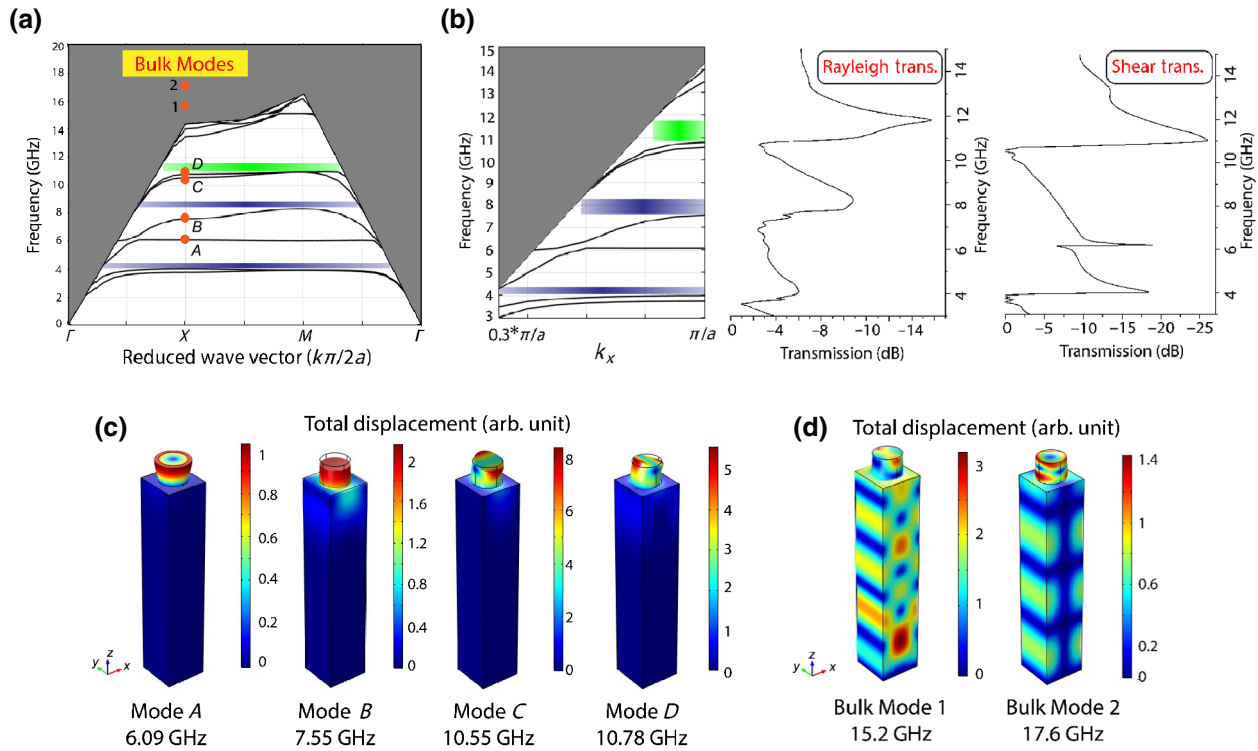 (a)
20
18
16
14
12
10
8
6
4
2
0
Frequency (GHz)
Bulk Modes
2
1
D
C
B
A
Γ X M Γ
Reduced wave vector (kπ/2a)
(b)
15
14
13
12
11
10
9
8
7
6
5
4
3
Frequency (GHz)
0.3*π/a π/a
kₓ
Rayleigh trans.
14
12
10
8
6
4
Frequency (GHz)
0 -4 -8 -14
Transmission (dB)
Shear trans.
14
12
10
8
6
4
Frequency (GHz)
0 -5 -10 -15 -20 -25
Transmission (dB)
(c)
Total displacement (arb. unit)
1
0.8
0.6
0.4
0.2
0
2
1.5
1
0.5
0
8
6
4
2
0
5
4
3
2
1
0
z
y x
Mode A
6.09 GHz
Mode B
7.55 GHz
Mode C
10.55 GHz
Mode D
10.78 GHz
(d)
Total displacement (arb. unit)
3
2
1
0
1.4
1
0.6
0.2
0
z
y x
Bulk Mode 1
15.2 GHz
Bulk Mode 2
17.6 GHz